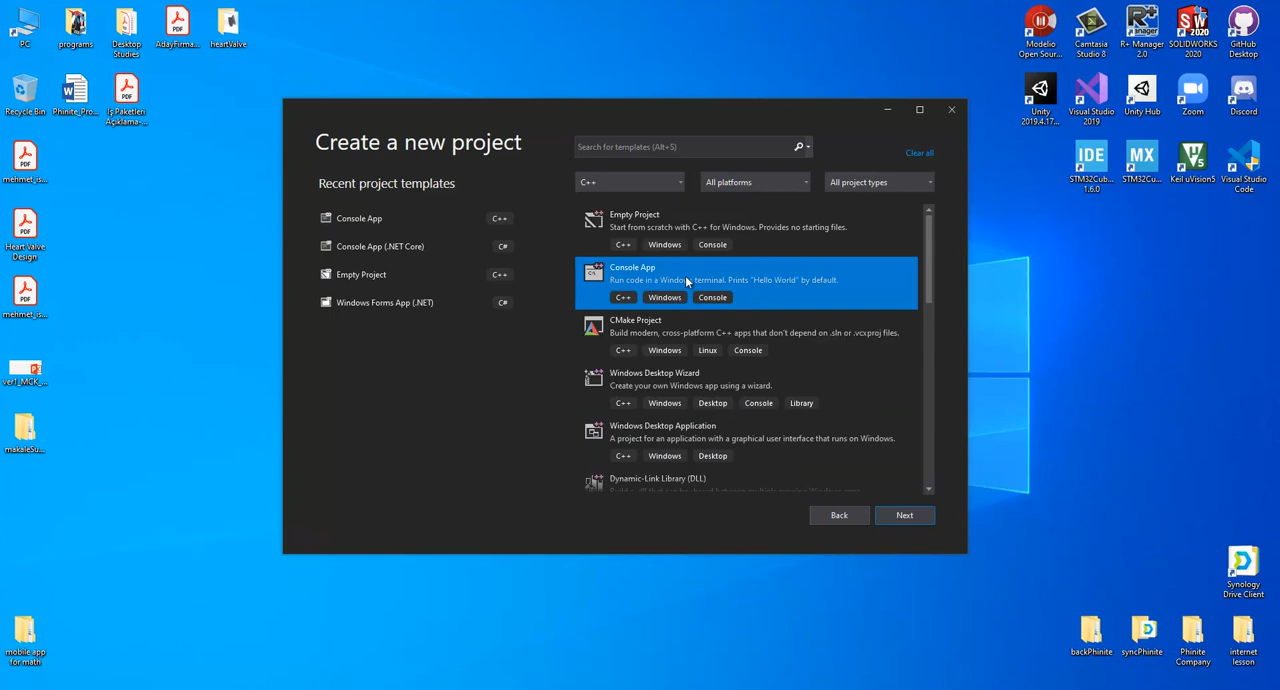 PC
programs
Desktop
Studies
AdayFirma...
heartValve
Recycle Bin
Phinite_Pro...
İş Paketleri
Açıklama-...
mehmet_is...
Heart Valve
Design
mehmet_is...
ver1_MCK_...
makaleSu...
mobile app
for math
Create a new project
Recent project templates
Console App
C++
Console App (.NET Core)
C#
Empty Project
C++
Windows Forms App (.NET)
C#
Search for templates (Alt+S)
Clear all
C++
All platforms
All project types
Empty Project
Start from scratch with C++ for Windows. Provides no starting files.
C++ Windows Console
Console App
Run code in a Windows terminal. Prints "Hello World" by default.
C++ Windows Console
CMake Project
Build modern, cross-platform C++ apps that don't depend on .sln or .vcxproj files.
C++ Windows Linux Console
Windows Desktop Wizard
Create your own Windows app using a wizard.
C++ Windows Desktop Console Library
Windows Desktop Application
A project for an application with a graphical user interface that runs on Windows.
C++ Windows Desktop
Dynamic-Link Library (DLL)
Back
Next
Modelio
Open Sour...
Camtasia
Studio 8
R+ Manager
2.0
SOLIDWORKS
2020
GitHub
Desktop
Unity
2019.4.17...
Visual Studio
2019
Unity Hub
Zoom
Discord
IDE
STM32Cub...
1.6.0
MX
STM32Cu...
Keil uVision5
Visual Studio
Code
Synology
Drive Client
backPhinite
syncPhinite
Phinite
Company
internet
lesson